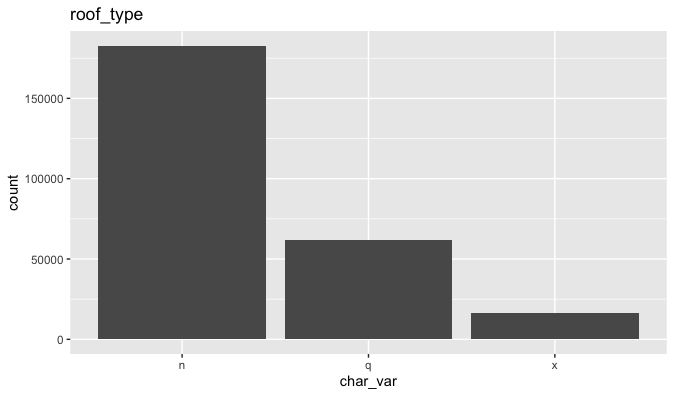 roof_type
150000
100000
50000
0
count
n q x
char_var